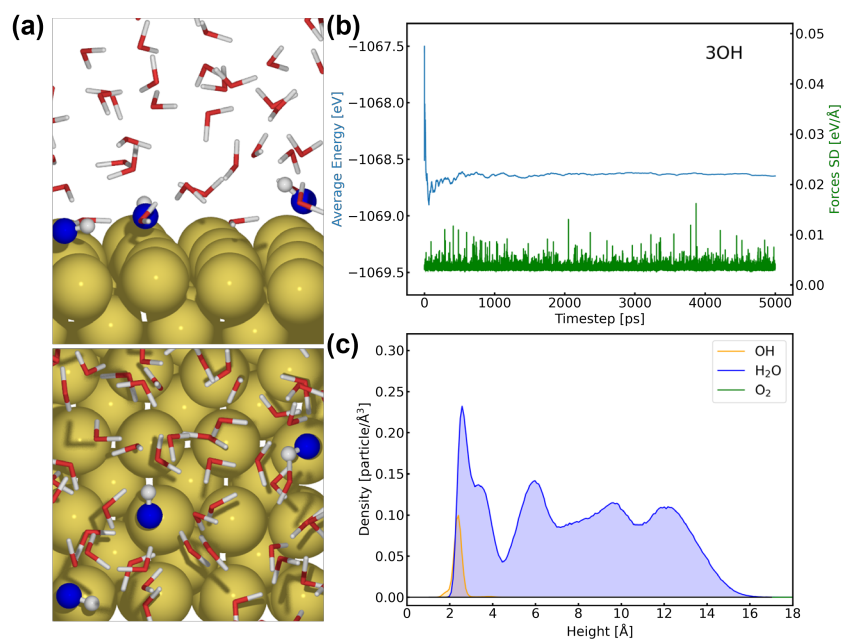 (a)
(b)
3OH
Average Energy [eV]
−1067.5
−1068.0
−1068.5
−1069.0
−1069.5
0.05
0.04
0.03
0.02
0.01
0.00
Forces SD [eV/Å]
0 1000 2000 3000 4000 5000
Timestep [ps]
(c)
OH
H₂O
O₂
Density [particle/Å³]
0.30
0.25
0.20
0.15
0.10
0.05
0.00
0 2 4 6 8 10 12 14 16 18
Height [Å]